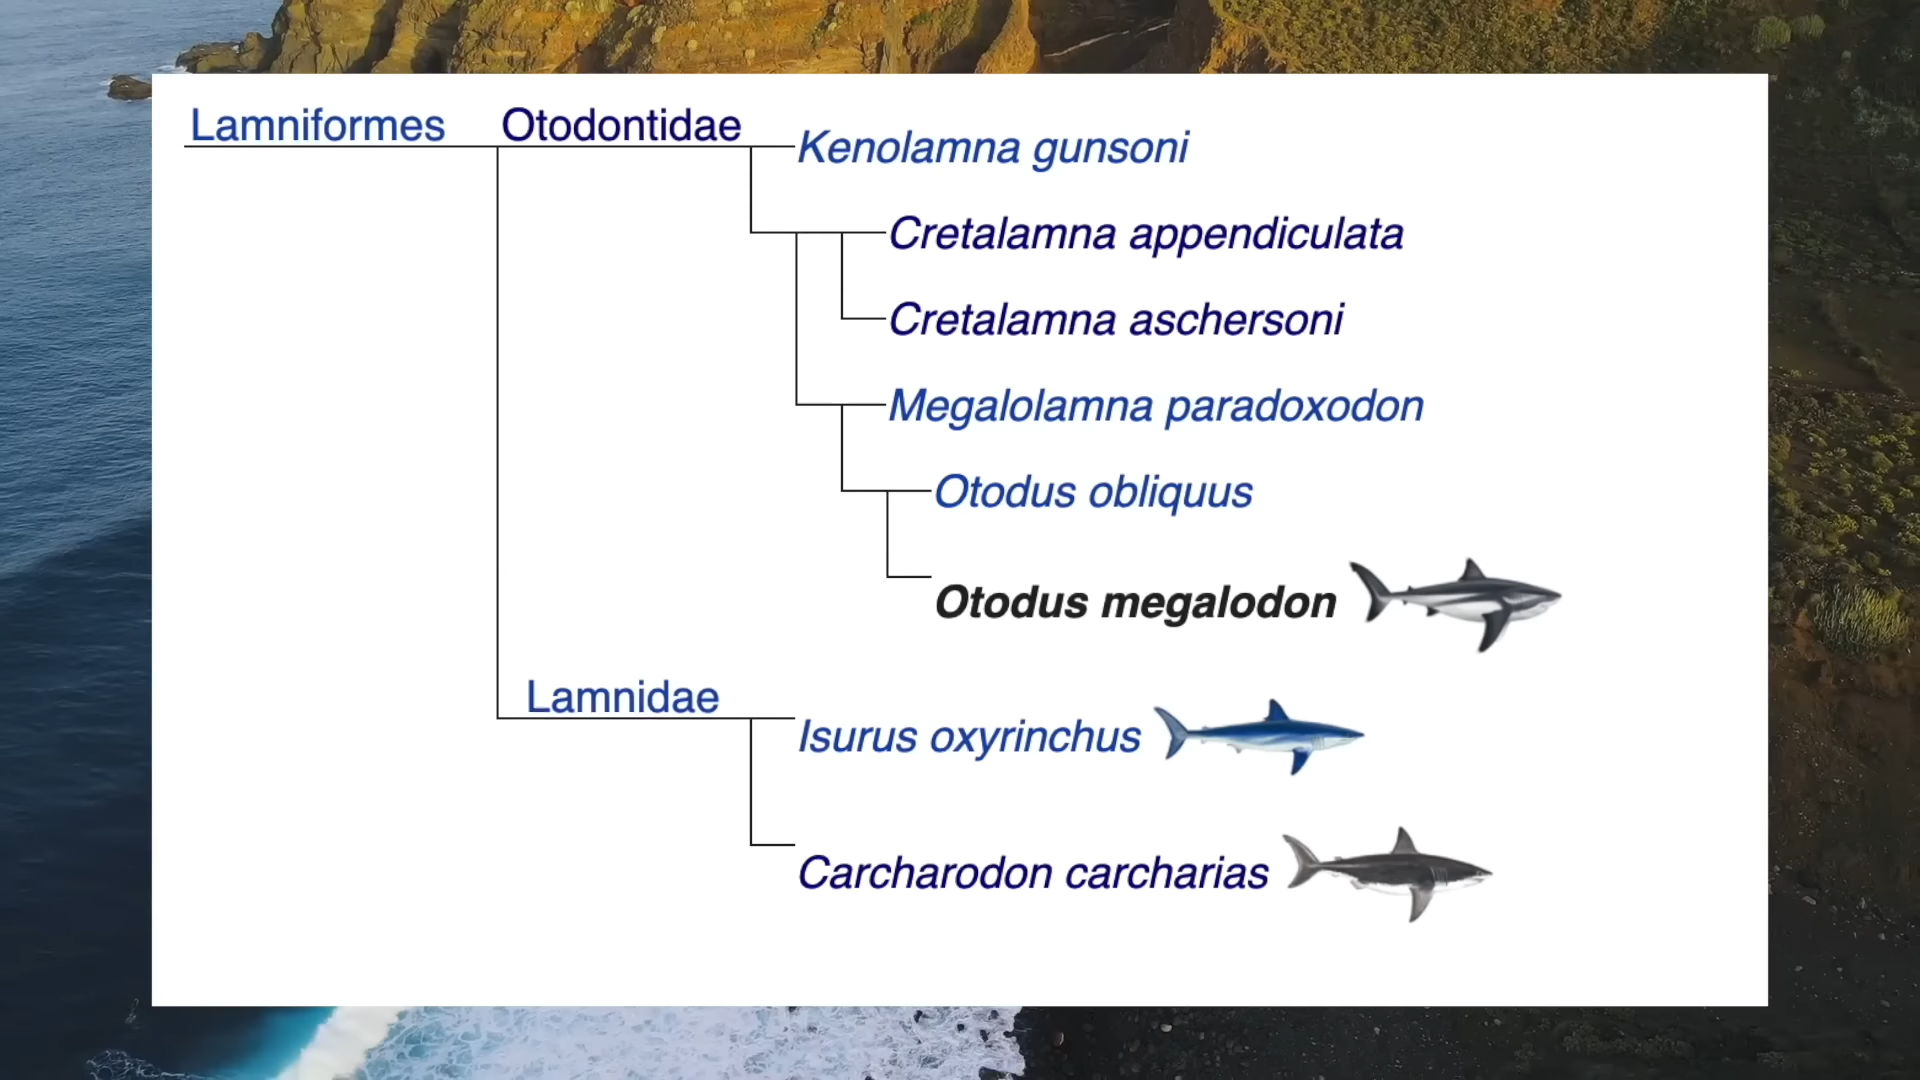 Lamniformes
Otodontidae
Kenolamna gunsoni
Cretalamna appendiculata
Cretalamna aschersoni
Megalolamna paradoxodon
Otodus obliquus
Otodus megalodon
Lamnidae
Isurus oxyrinchus
Carcharodon carcharias